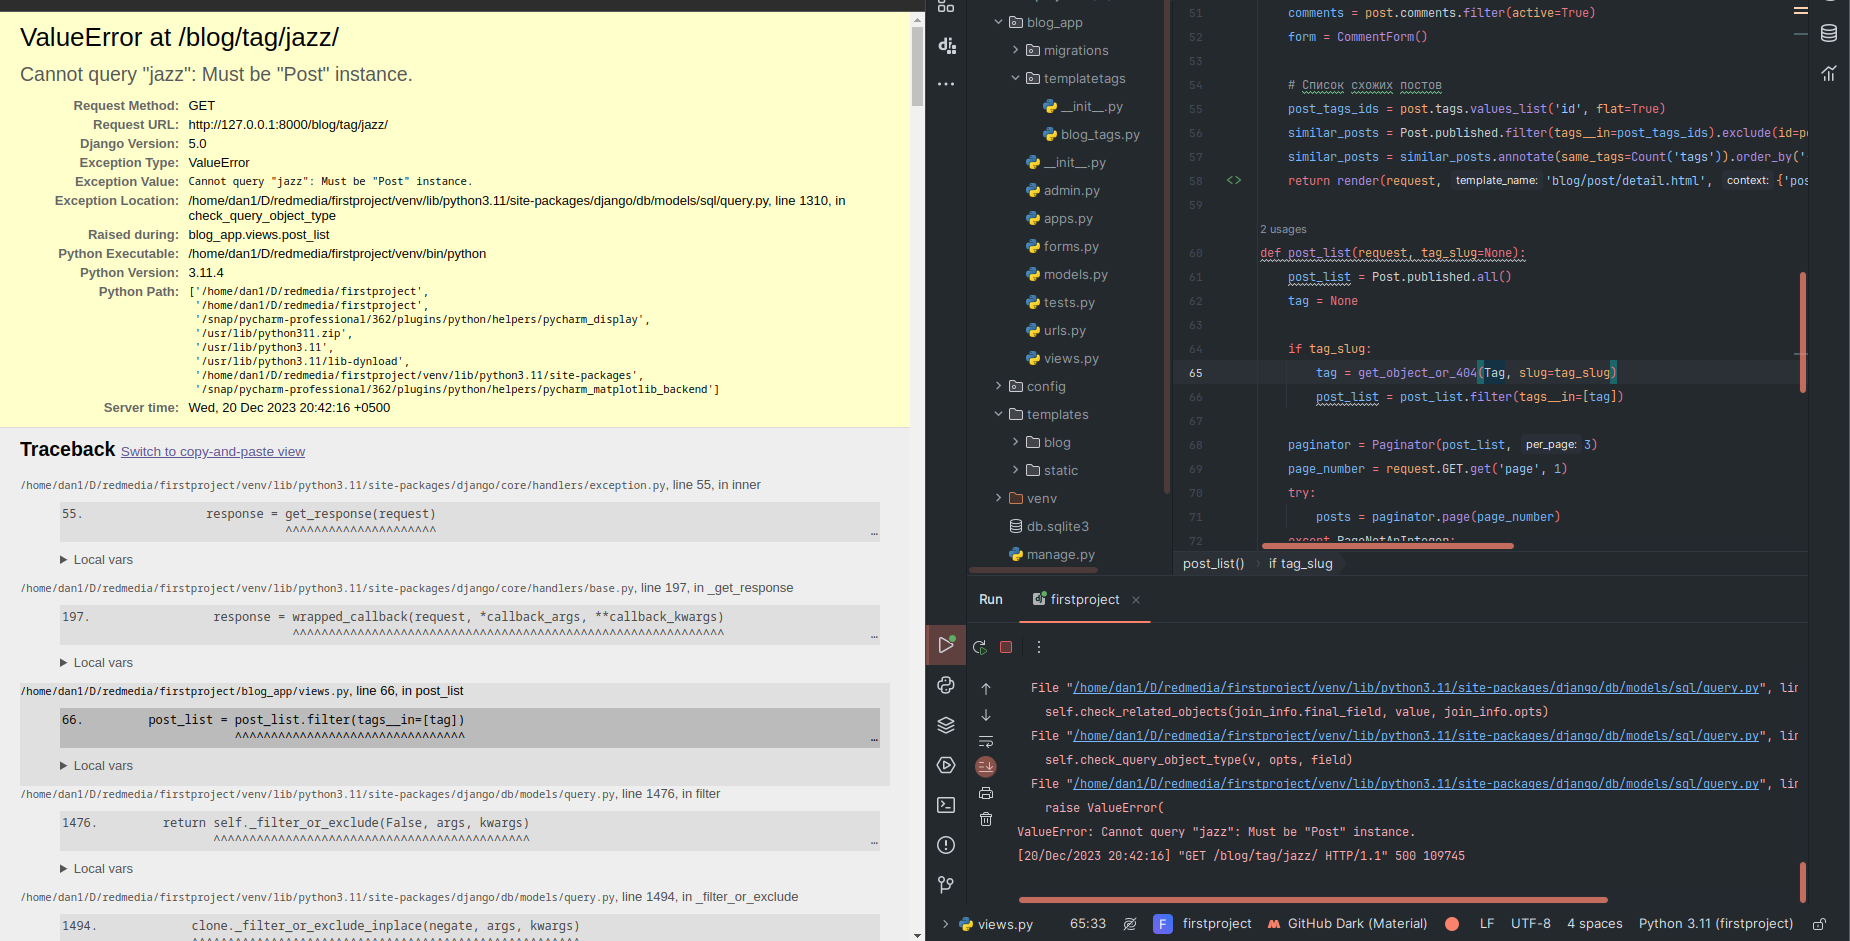 ValueError at /blog/tag/jazz/
Cannot query "jazz": Must be "Post" instance.
Request Method: GET
Request URL: http://127.0.0.1:8000/blog/tag/jazz/
Django Version: 5.0
Exception Type: ValueError
Exception Value: Cannot query "jazz": Must be "Post" instance.
Exception Location: /home/dan1/D/redmedia/firstproject/venv/lib/python3.11/site-packages/django/db/models/sql/query.py, line 1310, in
check_query_object_type
Raised during: blog_app.views.post_list
Python Executable: /home/dan1/D/redmedia/firstproject/venv/bin/python
Python Version: 3.11.4
Python Path: ['/home/dan1/D/redmedia/firstproject',
'/home/dan1/D/redmedia/firstproject',
'/snap/pycharm-professional/362/plugins/python/helpers/pycharm_display',
'/usr/lib/python311.zip',
'/usr/lib/python3.11',
'/usr/lib/python3.11/lib-dynload',
'/home/dan1/D/redmedia/firstproject/venv/lib/python3.11/site-packages',
'/snap/pycharm-professional/362/plugins/python/helpers/pycharm_matplotlib_backend']
Server time: Wed, 20 Dec 2023 20:42:16 +0500
Traceback Switch to copy-and-paste view
/home/dan1/D/redmedia/firstproject/venv/lib/python3.11/site-packages/django/core/handlers/exception.py, line 55, in inner
55. response = get_response(request)
^^^^^^^^^^^^^^^^^^^^^
…
▶ Local vars
/home/dan1/D/redmedia/firstproject/venv/lib/python3.11/site-packages/django/core/handlers/base.py, line 197, in _get_response
197. response = wrapped_callback(request, *callback_args, **callback_kwargs)
^^^^^^^^^^^^^^^^^^^^^^^^^^^^^^^^^^^^^^^^^^^^^^^^^^^^^^^^^^^^
…
▶ Local vars
/home/dan1/D/redmedia/firstproject/blog_app/views.py, line 66, in post_list
66. post_list = post_list.filter(tags__in=[tag])
^^^^^^^^^^^^^^^^^^^^^^^^^^^^^^^^
…
▶ Local vars
/home/dan1/D/redmedia/firstproject/venv/lib/python3.11/site-packages/django/db/models/query.py, line 1476, in filter
1476. return self._filter_or_exclude(False, args, kwargs)
^^^^^^^^^^^^^^^^^^^^^^^^^^^^^^^^^^^^^^^^^^^^
…
▶ Local vars
/home/dan1/D/redmedia/firstproject/venv/lib/python3.11/site-packages/django/db/models/query.py, line 1494, in _filter_or_exclude
1494. clone._filter_or_exclude_inplace(negate, args, kwargs)
^^^^^^^^^^^^^^^^^^^^^^^^^^^^^^^^^^^^^^^^^^^^^^^^^^^^^^
blog_app
migrations
templatetags
__init__.py
blog_tags.py
__init__.py
admin.py
apps.py
forms.py
models.py
tests.py
urls.py
views.py
config
templates
blog
static
venv
db.sqlite3
manage.py
51 comments = post.comments.filter(active=True)
52 form = CommentForm()
53
54 # Список схожих постов
55 post_tags_ids = post.tags.values_list('id', flat=True)
56 similar_posts = Post.published.filter(tags__in=post_tags_ids).exclude(id=po
57 similar_posts = similar_posts.annotate(same_tags=Count('tags')).order_by('-
58 <> return render(request, template_name: 'blog/post/detail.html', context: {'pos
59
2 usages
60 def post_list(request, tag_slug=None):
61 post_list = Post.published.all()
62 tag = None
63
64 if tag_slug:
65 tag = get_object_or_404(Tag, slug=tag_slug)
66 post_list = post_list.filter(tags__in=[tag])
67
68 paginator = Paginator(post_list, per_page: 3)
69 page_number = request.GET.get('page', 1)
70 try:
71 posts = paginator.page(page_number)
72 except PageNotAnInteger:
post_list() › if tag_slug
Run firstproject ×
File "/home/dan1/D/redmedia/firstproject/venv/lib/python3.11/site-packages/django/db/models/sql/query.py", lin
self.check_related_objects(join_info.final_field, value, join_info.opts)
File "/home/dan1/D/redmedia/firstproject/venv/lib/python3.11/site-packages/django/db/models/sql/query.py", lin
self.check_query_object_type(v, opts, field)
File "/home/dan1/D/redmedia/firstproject/venv/lib/python3.11/site-packages/django/db/models/sql/query.py", lin
raise ValueError(
ValueError: Cannot query "jazz": Must be "Post" instance.
[20/Dec/2023 20:42:16] "GET /blog/tag/jazz/ HTTP/1.1" 500 109745
views.py 65:33 F firstproject GitHub Dark (Material) LF UTF-8 4 spaces Python 3.11 (firstproject)